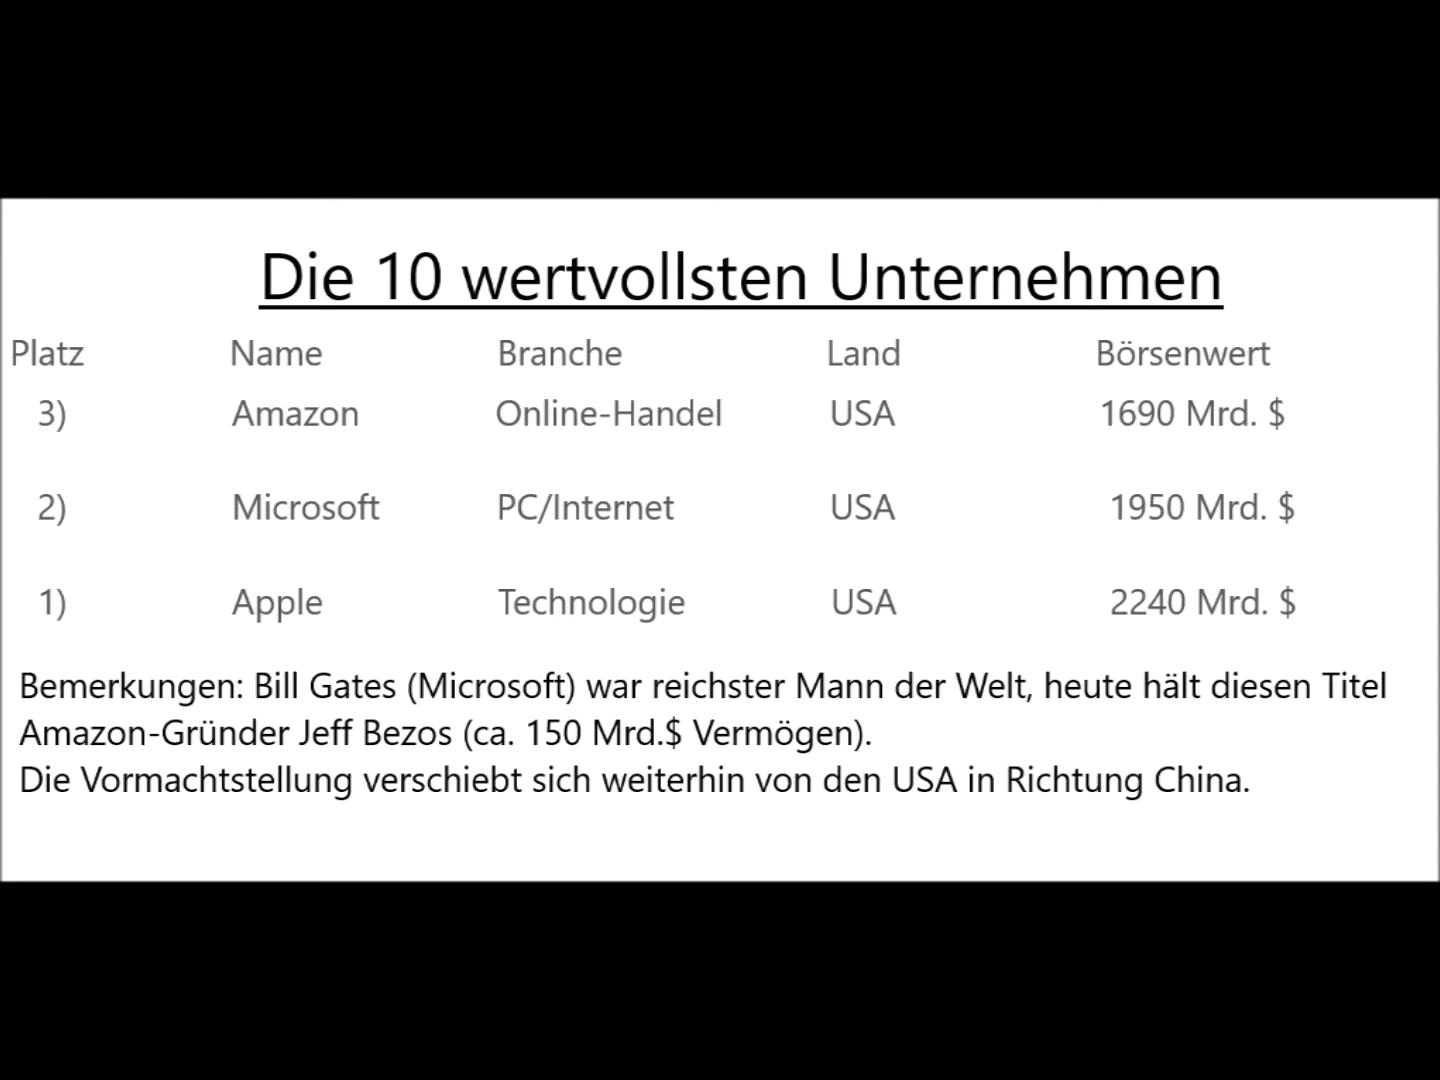 Die 10 wertvollsten Unternehmen
Platz Name Branche Land Börsenwert
3) Amazon Online-Handel USA 1690 Mrd. $
2) Microsoft PC/Internet USA 1950 Mrd. $
1) Apple Technologie USA 2240 Mrd. $
Bemerkungen: Bill Gates (Microsoft) war reichster Mann der Welt, heute hält diesen Titel
Amazon-Gründer Jeff Bezos (ca. 150 Mrd.$ Vermögen).
Die Vormachtstellung verschiebt sich weiterhin von den USA in Richtung China.